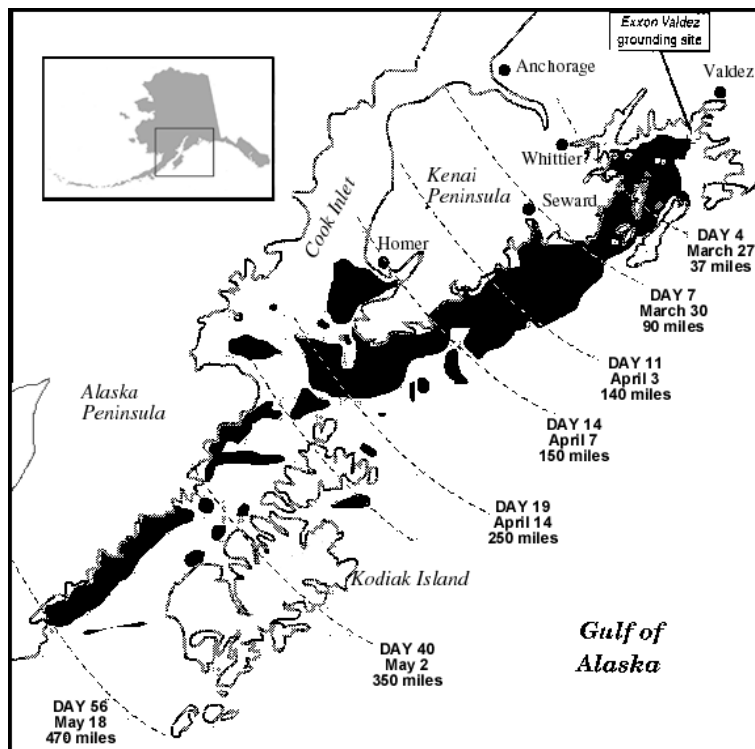 Exxon Valdez
grounding site
Valdez
Anchorage
Whittier
Kenai
Peninsula
Seward
Cook Inlet
Homer
DAY 4
March 27
37 miles
DAY 7
March 30
90 miles
DAY 11
April 3
140 miles
Alaska
Peninsula
DAY 14
April 7
150 miles
DAY 19
April 14
250 miles
Kodiak Island
Gulf of
Alaska
DAY 40
May 2
350 miles
DAY 56
May 18
470 miles